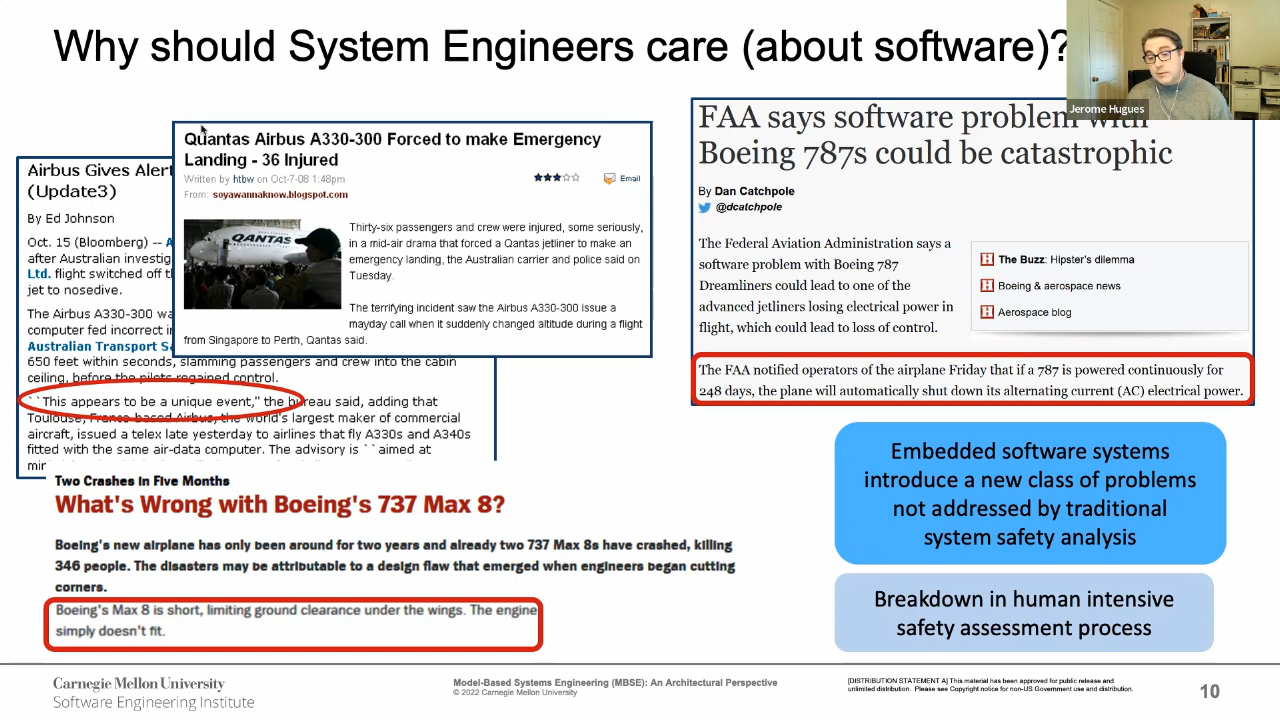 Why should System Engineers care (about software)?
Jerome Hugues
Airbus Gives Alert
(Update3)
By Ed Johnson
Oct. 15 (Bloomberg) -- A
after Australian investig
Ltd. flight switched off th
jet to nosedive.
The Airbus A330-300 wa
computer fed incorrect in
Australian Transport Sa
650 feet within seconds, slamming passengers and crew into the cabin
ceiling, before the pilots regained control.
``This appears to be a unique event,'' the bureau said, adding that
Toulouse, France-based Airbus, the world's largest maker of commercial
aircraft, issued a telex late yesterday to airlines that fly A330s and A340s
fitted with the same air-data computer. The advisory is ``aimed at
Quantas Airbus A330-300 Forced to make Emergency
Landing - 36 Injured
Written by htbw on Oct-7-08 1:48pm
Email
From: soyawannaknow.blogspot.com
QANTAS
Thirty-six passengers and crew were injured, some seriously,
in a mid-air drama that forced a Qantas jetliner to make an
emergency landing, the Australian carrier and police said on
Tuesday.
The terrifying incident saw the Airbus A330-300 issue a
mayday call when it suddenly changed altitude during a flight
from Singapore to Perth, Qantas said.
Two Crashes in Five Months
What's Wrong with Boeing's 737 Max 8?
Boeing's new airplane has only been around for two years and already two 737 Max 8s have crashed, killing
346 people. The disasters may be attributable to a design flaw that emerged when engineers began cutting
corners.
Boeing's Max 8 is short, limiting ground clearance under the wings. The engine
simply doesn't fit.
FAA says software problem with
Boeing 787s could be catastrophic
By Dan Catchpole
@dcatchpole
The Federal Aviation Administration says a
software problem with Boeing 787
Dreamliners could lead to one of the
advanced jetliners losing electrical power in
flight, which could lead to loss of control.
The Buzz: Hipster's dilemma
Boeing & aerospace news
Aerospace blog
The FAA notified operators of the airplane Friday that if a 787 is powered continuously for
248 days, the plane will automatically shut down its alternating current (AC) electrical power.
Embedded software systems
introduce a new class of problems
not addressed by traditional
system safety analysis
Breakdown in human intensive
safety assessment process
Carnegie Mellon University
Software Engineering Institute
Model-Based Systems Engineering (MBSE): An Architectural Perspective
© 2022 Carnegie Mellon University
[DISTRIBUTION STATEMENT A] This material has been approved for public release and
unlimited distribution. Please see Copyright notice for non-US Government use and distribution.
10